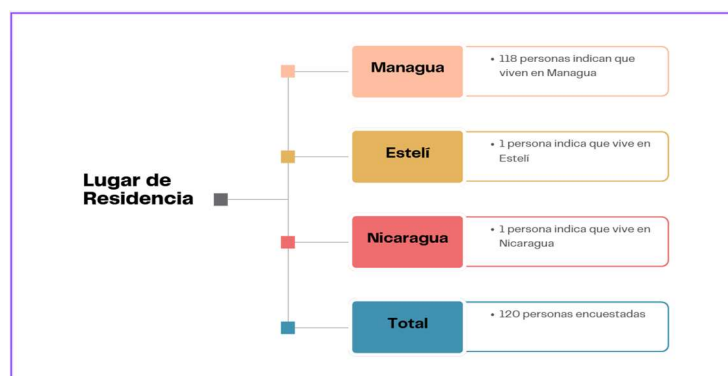 Lugar de
Residencia
Managua
• 118 personas indican que
viven en Managua
Estelí
• 1 persona indica que vive en
Estelí
Nicaragua
• 1 persona indica que vive en
Nicaragua
Total
• 120 personas encuestadas